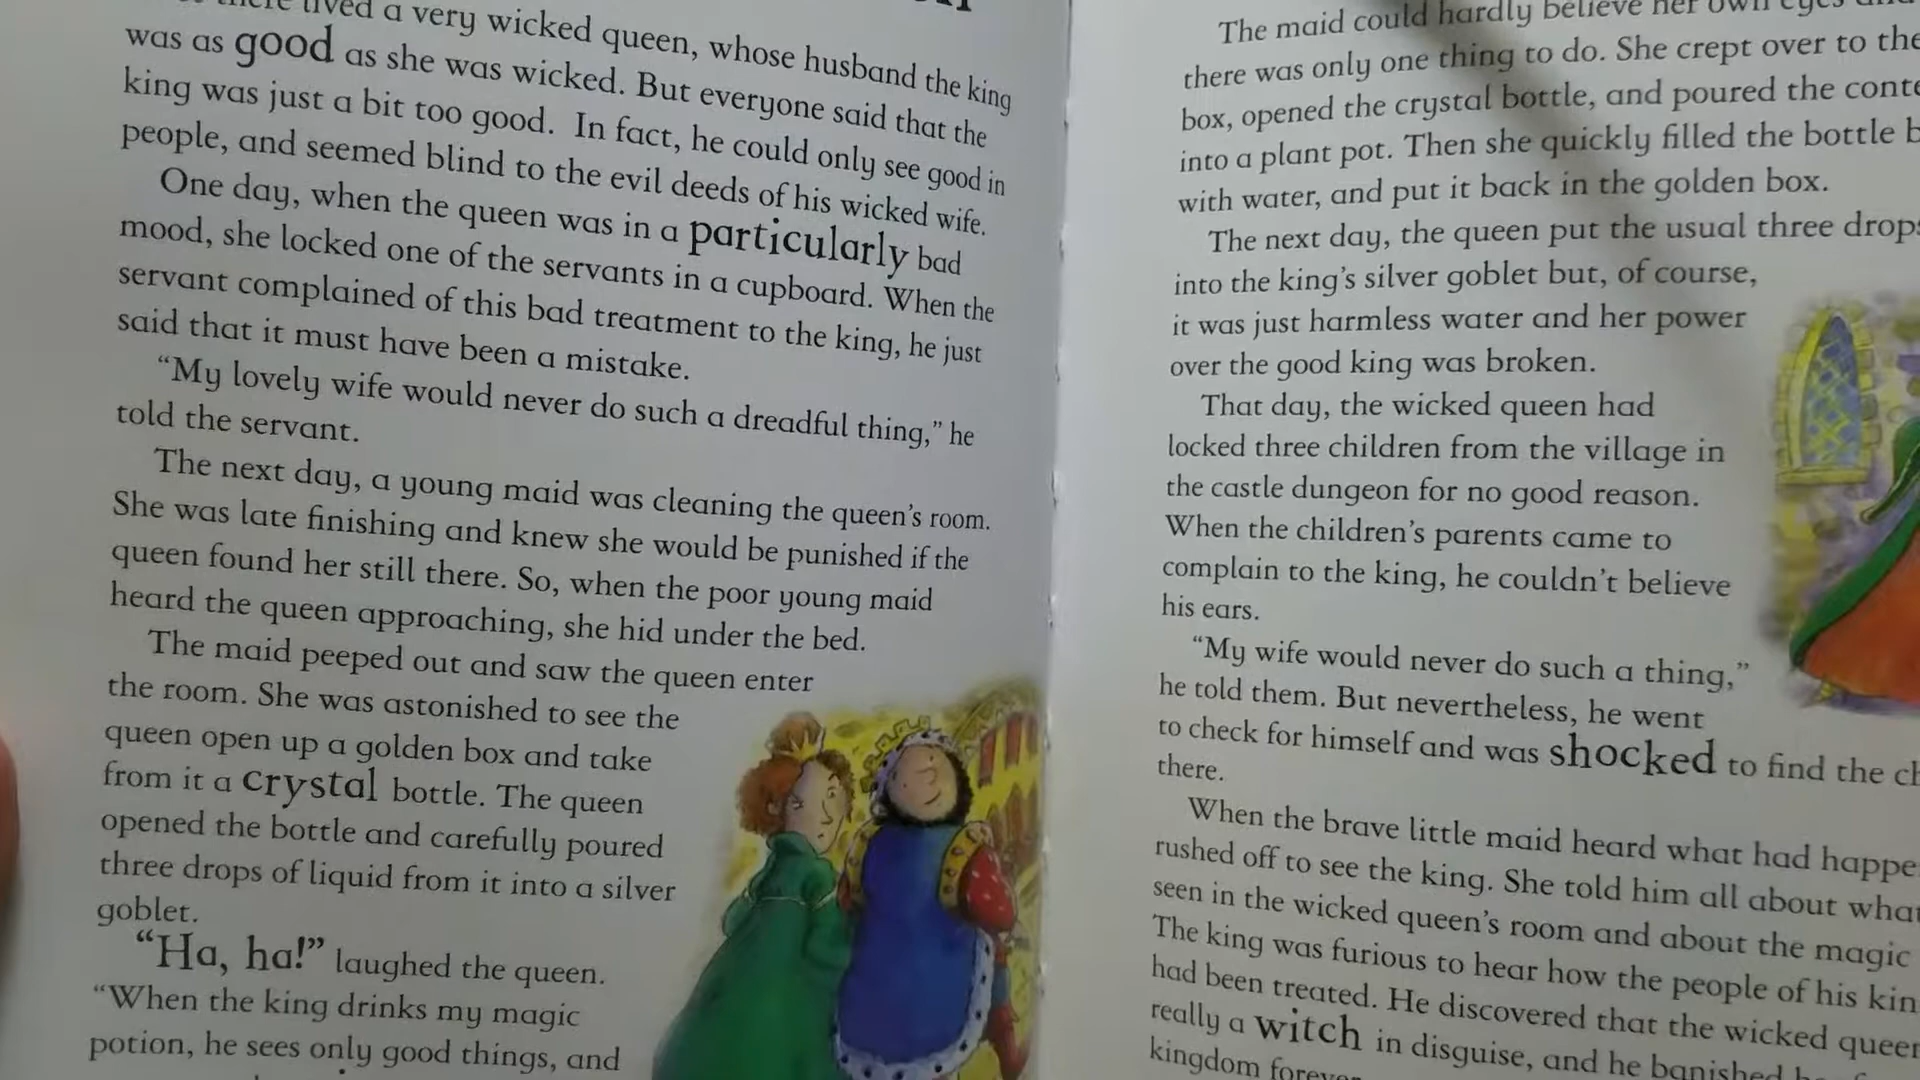 lived a very wicked queen, whose husband the king
was as good as she was wicked. But everyone said that the
king was just a bit too good. In fact, he could only see good in
people, and seemed blind to the evil deeds of his wicked wife.
One day, when the queen was in a particularly bad
mood, she locked one of the servants in a cupboard. When the
servant complained of this bad treatment to the king, he just
said that it must have been a mistake.
“My lovely wife would never do such a dreadful thing,” he
told the servant.
The next day, a young maid was cleaning the queen's room.
She was late finishing and knew she would be punished if the
queen found her still there. So, when the poor young maid
heard the queen approaching, she hid under the bed.
The maid peeped out and saw the queen enter
the room. She was astonished to see the
queen open up a golden box and take
from it a crystal bottle. The queen
opened the bottle and carefully poured
three drops of liquid from it into a silver
goblet.
“Ha, ha!” laughed the queen.
“When the king drinks my magic
potion, he sees only good things, and
The maid could hardly believe her own eyes
there was only one thing to do. She crept over to the
box, opened the crystal bottle, and poured the
into a plant pot. Then she quickly filled the bottle
with water, and put it back in the golden box.
The next day, the queen put the usual three drops
into the king's silver goblet but, of course,
it was just harmless water and her power
over the good king was broken.
That day, the wicked queen had
locked three children from the village in
the castle dungeon for no good reason.
When the children's parents came to
complain to the king, he couldn't believe
his ears.
“My wife would never do such a thing,”
he told them. But nevertheless, he went
to check for himself and was shocked to find the
there.
When the brave little maid heard what had
rushed off to see the king. She told him all about
seen in the wicked queen's room and about the magic
The king was furious to hear how the people of his
had been treated. He discovered that the wicked queen
really a witch in disguise, and he banished
kingdom forever